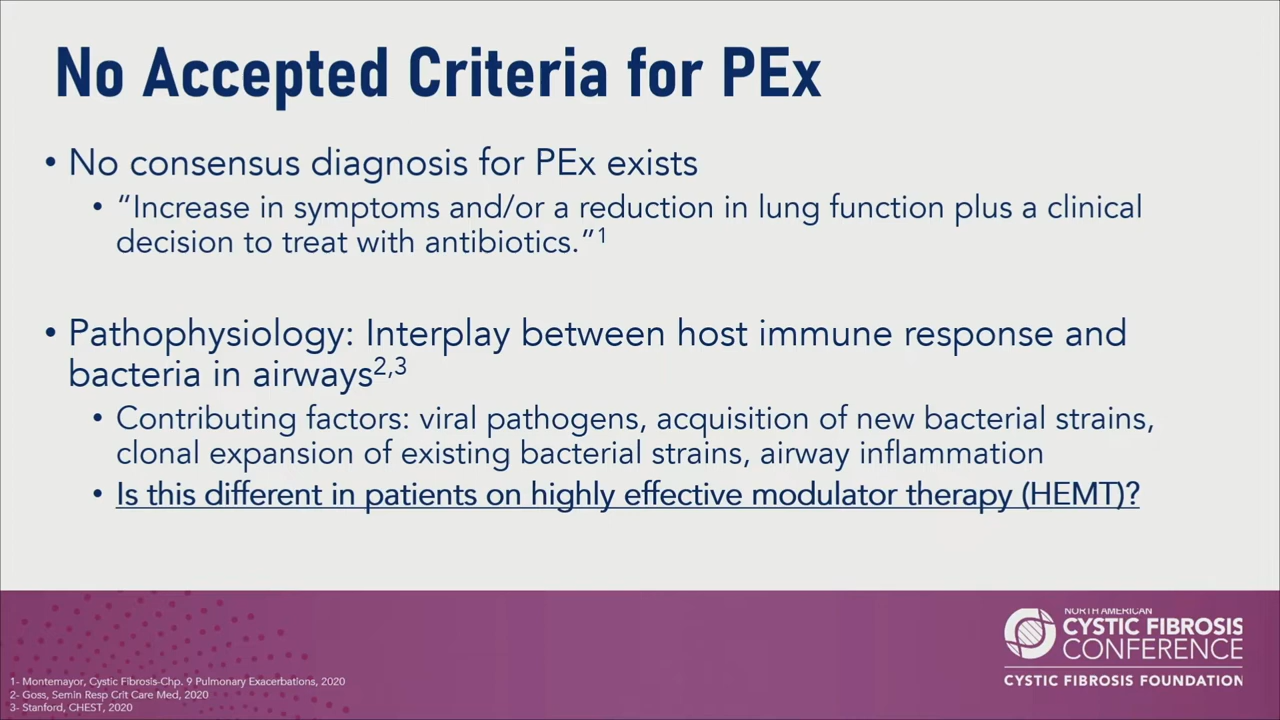 No Accepted Criteria for PEx
• No consensus diagnosis for PEx exists
• “Increase in symptoms and/or a reduction in lung function plus a clinical
decision to treat with antibiotics.”1
• Pathophysiology: Interplay between host immune response and
bacteria in airways2,3
• Contributing factors: viral pathogens, acquisition of new bacterial strains,
clonal expansion of existing bacterial strains, airway inflammation
• Is this different in patients on highly effective modulator therapy (HEMT)?
1- Montemayor, Cystic Fibrosis-Chp. 9 Pulmonary Exacerbations, 2020
2- Goss, Semin Resp Crit Care Med, 2020
3- Stanford, CHEST, 2020
NORTH AMERICAN
CYSTIC FIBROSIS
CONFERENCE
CYSTIC FIBROSIS FOUNDATION